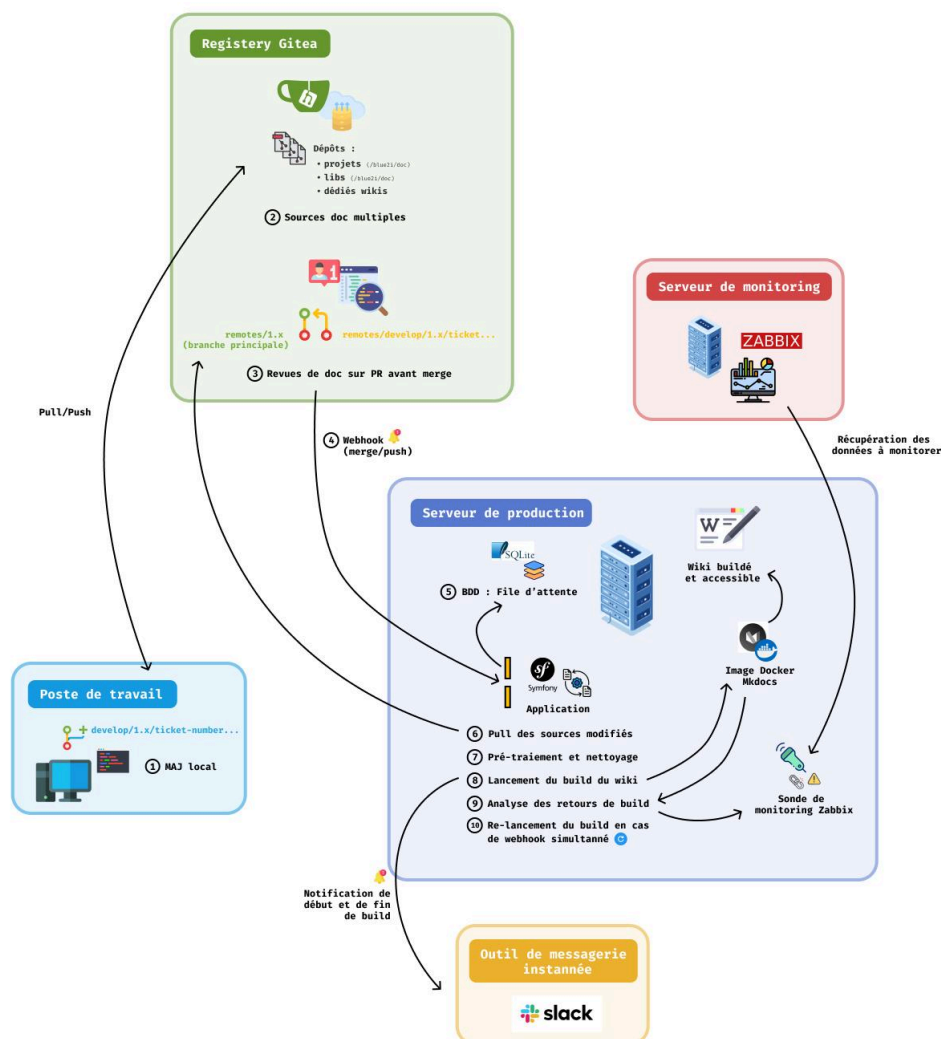 Registery Gitea
Dépôts :
• projets (/blue2i/doc)
• libs (/blue2i/doc)
• dédiés wikis
2 Sources doc multiples
1
remotes/1.x
(branche principale)
remotes/develop/1.x/ticket...
3 Revues de doc sur PR avant merge
Serveur de monitoring
ZABBIX
Pull/Push
4 Webhook
(merge/push)
Récupération des
données à monitorer
Serveur de production
SQLite
5 BDD : File d'attente
W
Wiki buildé
et accessible
sf
Symfony
Application
Image Docker
Mkdocs
Poste de travail
develop/1.x/ticket-number...
1 MAJ local
6 Pull des sources modifiés
7 Pré-traiement et nettoyage
8 Lancement du build du wiki
9 Analyse des retours de build
10 Re-lancement du build en cas
de webhook simultanné
Sonde de
monitoring Zabbix
Notification de
début et de fin
de build
Outil de messagerie
instannée
slack